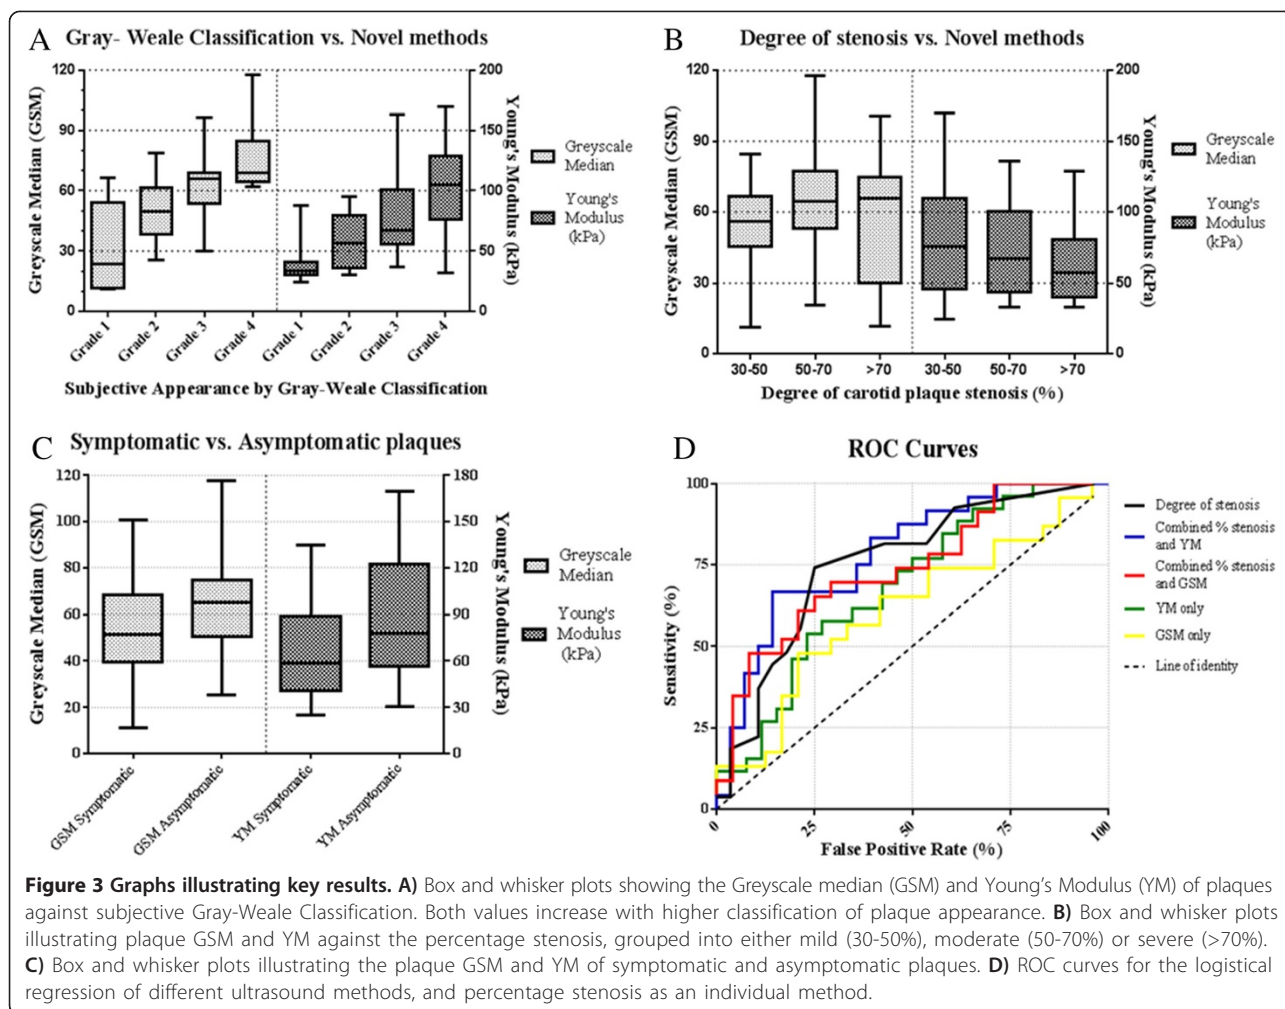 A Gray- Weale Classification vs. Novel methods
120
90
60
30
0
Greyscale Median (GSM)
200
150
100
50
0
Young's Modulus (kPa)
Greyscale
Median
Young's
Modulus
(kPa)
Grade 1
Grade 2
Grade 3
Grade 4
Grade 1
Grade 2
Grade 3
Grade 4
Subjective Appearance by Gray-Weale Classification
B Degree of stenosis vs. Novel methods
120
90
60
30
0
Greyscale Median (GSM)
200
150
100
50
0
Young's Modulus (kPa)
Greyscale
Median
Young's
Modulus
(kPa)
30-50 50-70 >70 30-50 50-70 >70
Degree of carotid plaque stenosis (%)
C Symptomatic vs. Asymptomatic plaques
120
100
80
60
40
20
0
Greyscale Median (GSM)
180
150
120
90
60
30
0
Young's Modulus (kPa)
Greyscale
Median
Young's
Modulus
(kPa)
GSM Symptomatic
GSM Asymptomatic
YM Symptomatic
YM Asymptomatic
D ROC Curves
100
75
50
25
0
Sensitivity (%)
0 25 50 75 100
False Positive Rate (%)
Degree of stenosis
Combined % stenosis
and YM
Combined % stenosis
and GSM
YM only
GSM only
Line of identity
Figure 3 Graphs illustrating key results. A) Box and whisker plots showing the Greyscale median (GSM) and Young's Modulus (YM) of plaques
against subjective Gray-Weale Classification. Both values increase with higher classification of plaque appearance. B) Box and whisker plots
illustrating plaque GSM and YM against the percentage stenosis, grouped into either mild (30-50%), moderate (50-70%) or severe (>70%).
C) Box and whisker plots illustrating the plaque GSM and YM of symptomatic and asymptomatic plaques. D) ROC curves for the logistical
regression of different ultrasound methods, and percentage stenosis as an individual method.